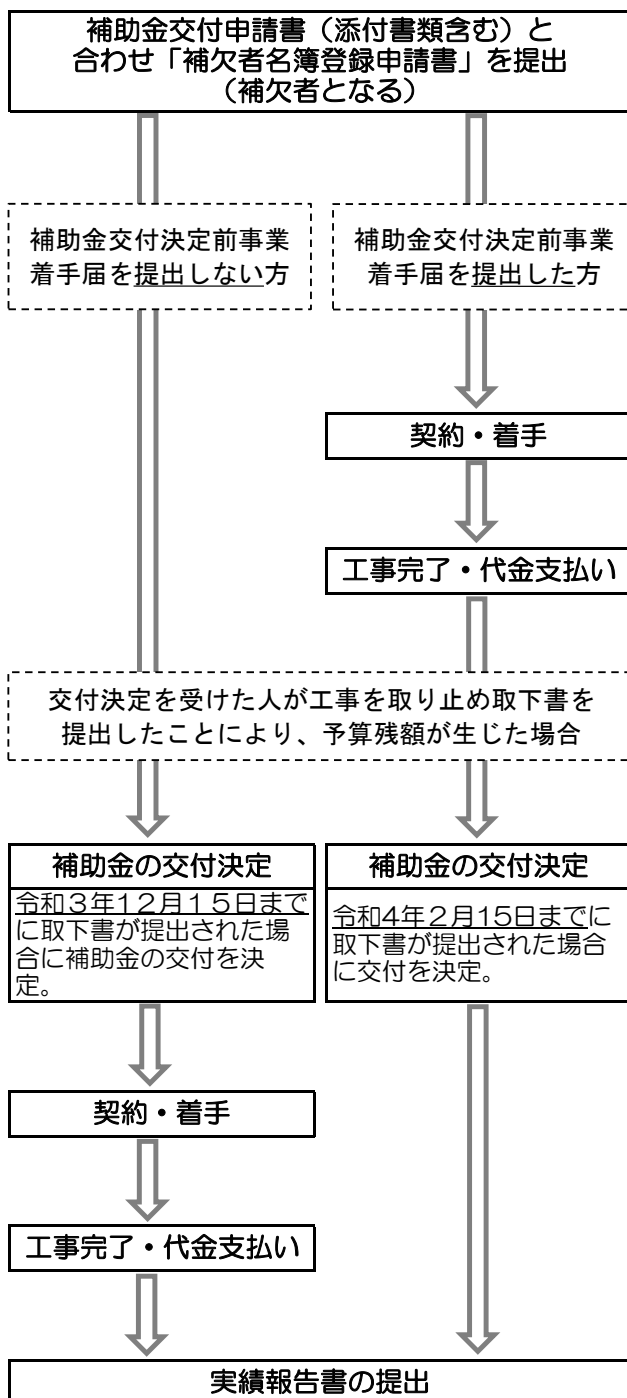 補助金交付申請書（添付書類含む）と
合わせ「補欠者名簿登録申請書」を提出
（補欠者となる）
補助金交付決定前事業
着手届を提出しない方
補助金交付決定前事業
着手届を提出した方
契約・着手
工事完了・代金支払い
交付決定を受けた人が工事を取り止め取下書を
提出したことにより、予算残額が生じた場合
補助金の交付決定
令和３年１２月１５日まで
に取下書が提出された場
合に補助金の交付を決
定。
補助金の交付決定
令和4年２月15日までに
取下書が提出された場合
に交付を決定。
契約・着手
工事完了・代金支払い
実績報告書の提出